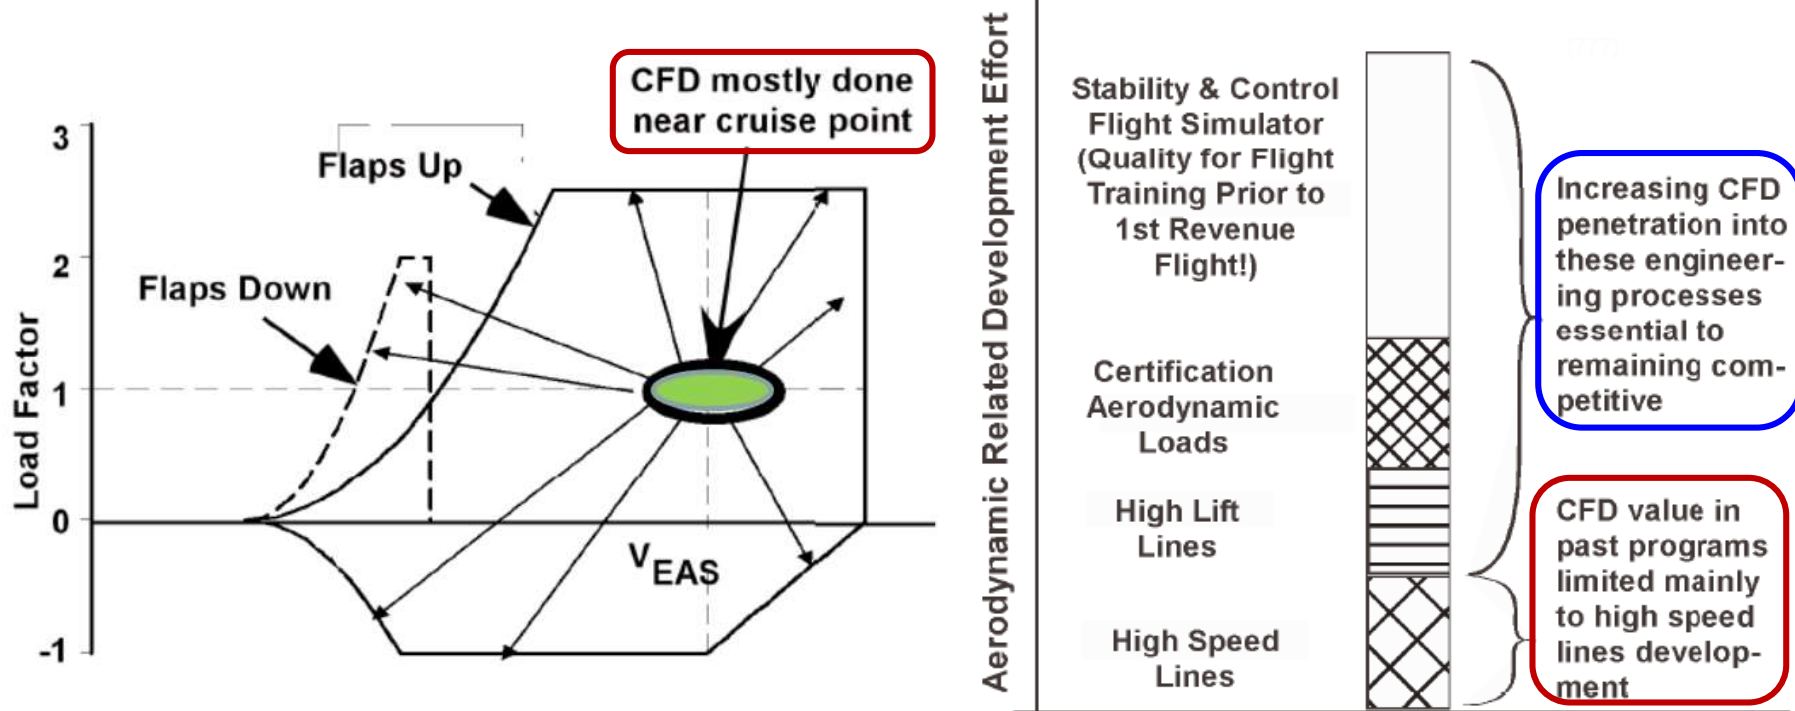 CFD mostly done
near cruise point
3
Flaps Up
2
Flaps Down
1
0
-1
Load Factor
VEAS
Aerodynamic Related Development Effort
Stability & Control
Flight Simulator
(Quality for Flight
Training Prior to
1st Revenue
Flight!)
Certification
Aerodynamic
Loads
High Lift
Lines
High Speed
Lines
Increasing CFD
penetration into
these engineer-
ing processes
essential to
remaining com-
petitive
CFD value in
past programs
limited mainly
to high speed
lines develop-
ment